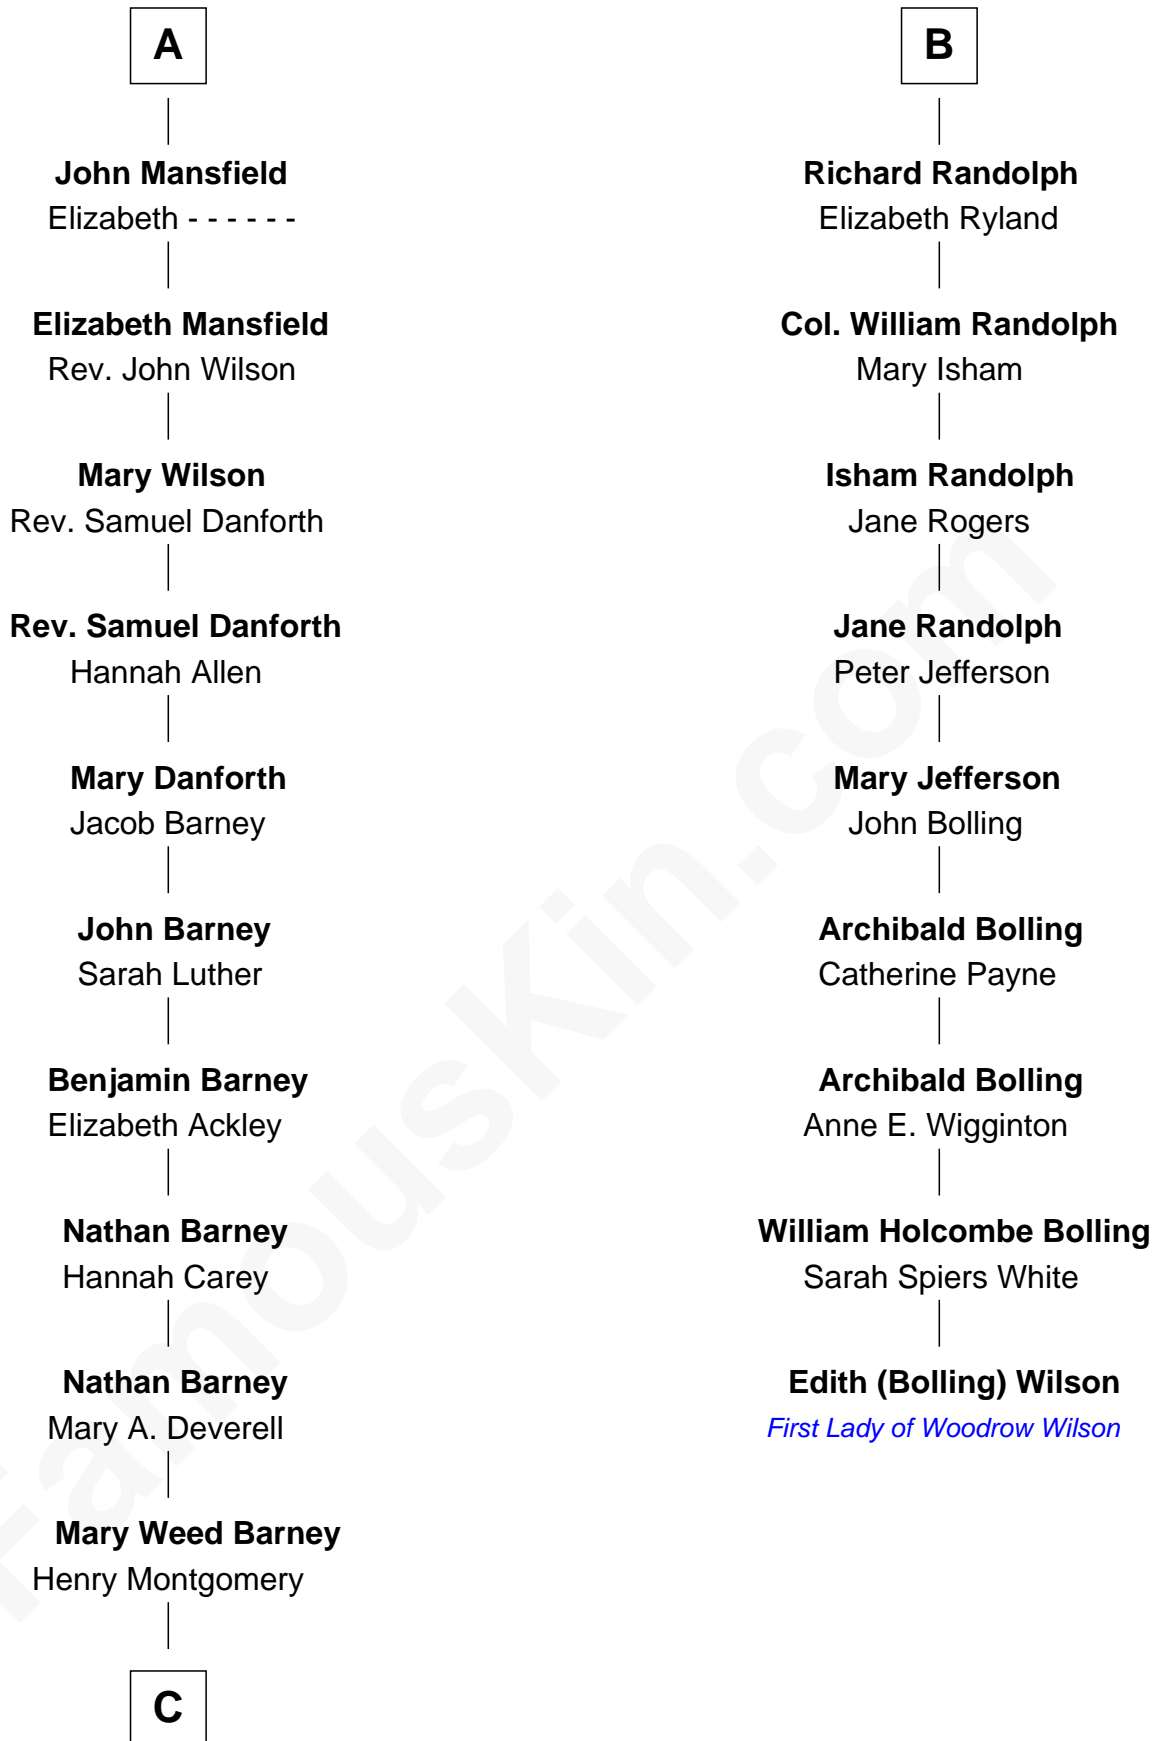 A
John Mansfield
Elizabeth - - - - - -
Elizabeth Mansfield
Rev. John Wilson
Mary Wilson
Rev. Samuel Danforth
Rev. Samuel Danforth
Hannah Allen
Mary Danforth
Jacob Barney
John Barney
Sarah Luther
Benjamin Barney
Elizabeth Ackley
Nathan Barney
Hannah Carey
Nathan Barney
Mary A. Deverell
Mary Weed Barney
Henry Montgomery
C
B
Richard Randolph
Elizabeth Ryland
Col. William Randolph
Mary Isham
Isham Randolph
Jane Rogers
Jane Randolph
Peter Jefferson
Mary Jefferson
John Bolling
Archibald Bolling
Catherine Payne
Archibald Bolling
Anne E. Wigginton
William Holcombe Bolling
Sarah Spiers White
Edith (Bolling) Wilson
First Lady of Woodrow Wilson
FamousKin.com